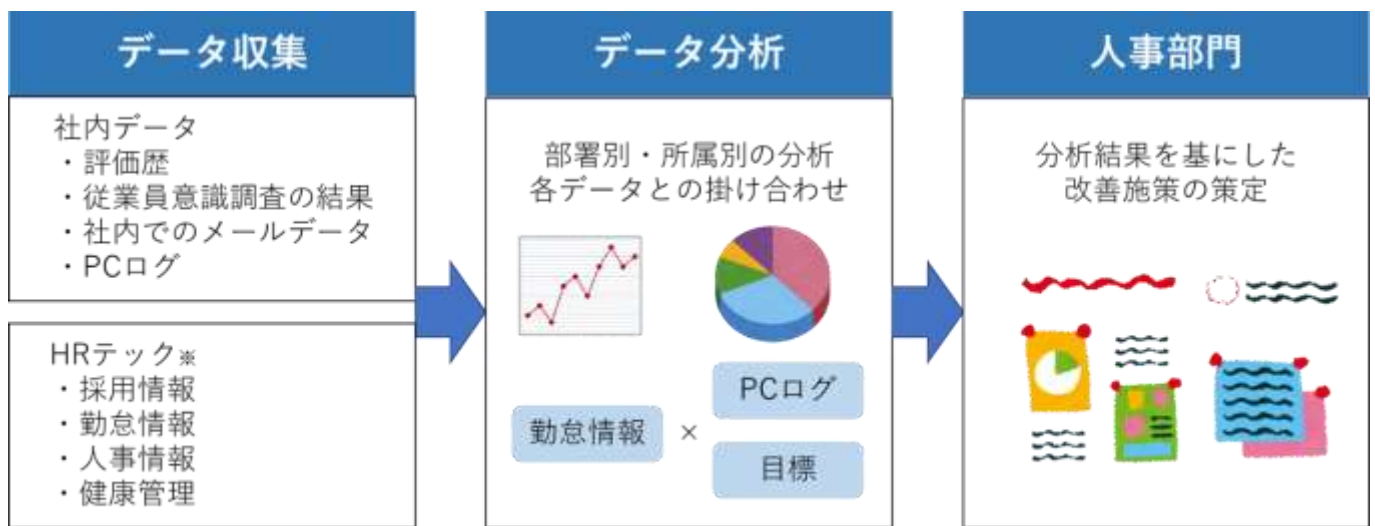 データ収集
社内データ
・評価歴
・従業員意識調査の結果
・社内でのメールデータ
・PCログ
HRテック※
・採用情報
・勤怠情報
・人事情報
・健康管理
データ分析
部署別・所属別の分析
各データとの掛け合わせ
勤怠情報
×
PCログ
目標
人事部門
分析結果を基にした
改善施策の策定